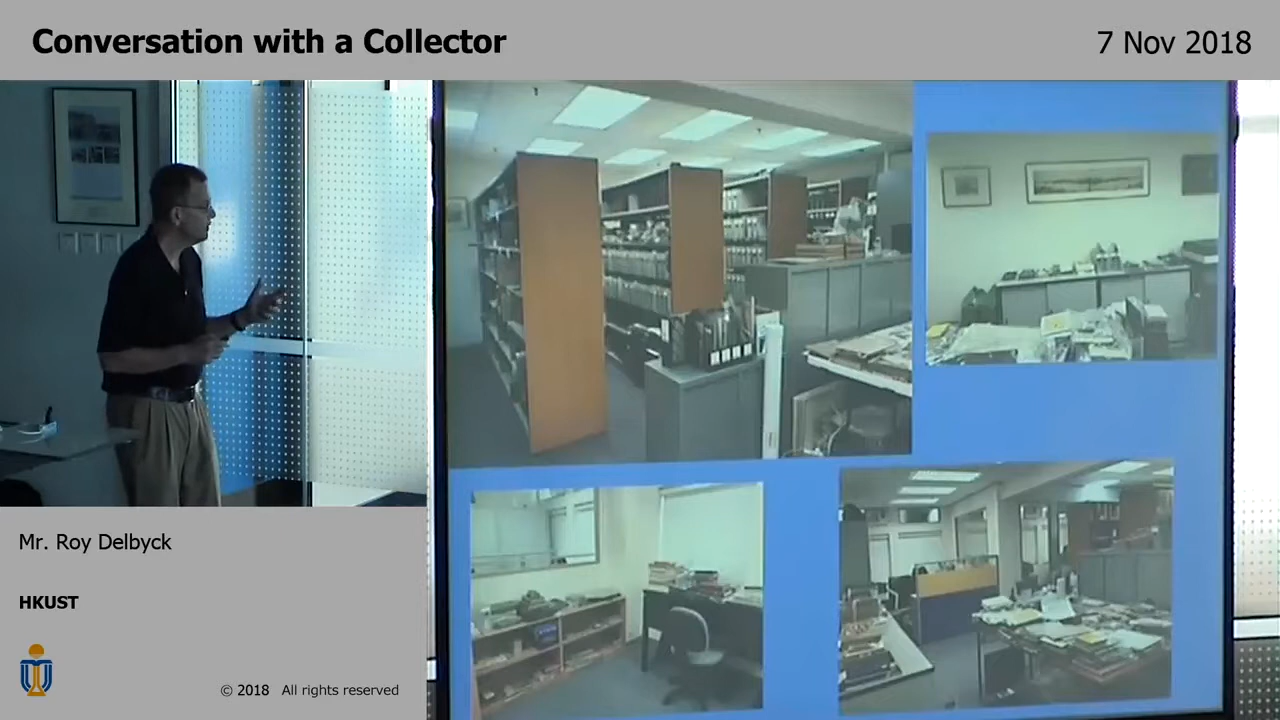 Conversation with a Collector
7 Nov 2018
Mr. Roy Delbyck
HKUST
© 2018 All rights reserved